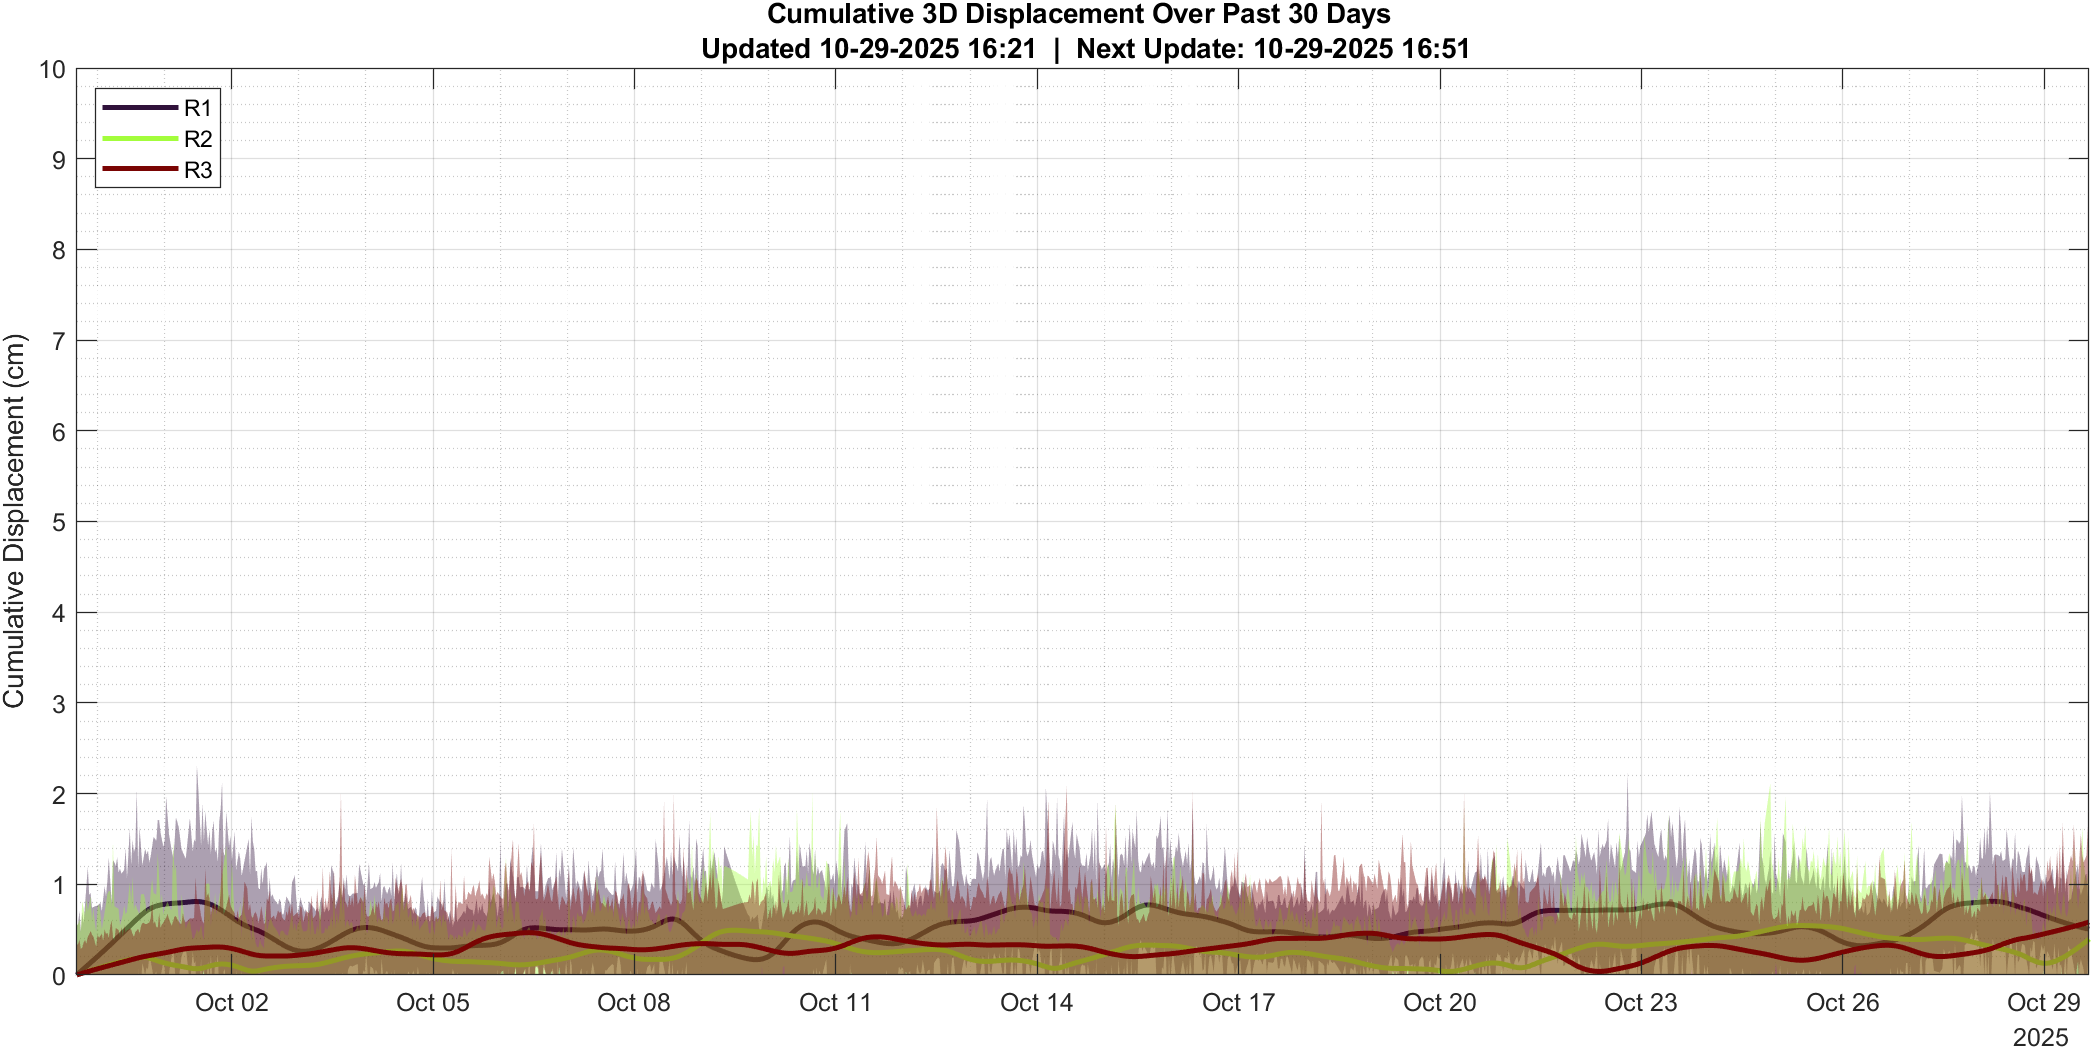 Cumulative 3D Displacement Over Past 30 Days
Updated 10-29-2025 16:21 | Next Update: 10-29-2025 16:51
R1
R2
R3
Cumulative Displacement (cm)
10
9
8
7
6
5
4
3
2
1
0
Oct 02 Oct 05 Oct 08 Oct 11 Oct 14 Oct 17 Oct 20 Oct 23 Oct 26 Oct 29
2025